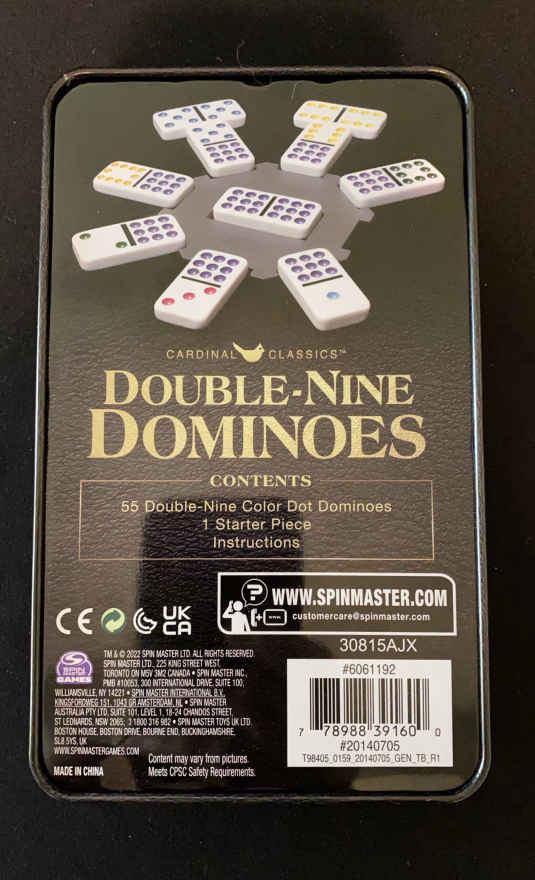 CARDINAL CLASSICS™
DOUBLE-NINE
DOMINOES
CONTENTS
55 Double-Nine Color Dot Dominoes
1 Starter Piece
Instructions
?
WWW.SPINMASTER.COM
www.
customercare@spinmaster.com
CE
UK
CA
30815AJX
SPIN
MASTER
GAMES
TM & © 2022 SPIN MASTER LTD. ALL RIGHTS RESERVED.
SPIN MASTER LTD., 225 KING STREET WEST,
TORONTO ON M5V 3M2 CANADA • SPIN MASTER INC.,
PMB #10053, 300 INTERNATIONAL DRIVE, SUITE 100,
WILLIAMSVILLE, NY 14221 • SPIN MASTER INTERNATIONAL B.V.,
KINGSFORDWEG 151, 1043 GR AMSTERDAM, NL • SPIN MASTER
AUSTRALIA PTY LTD. SUITE 101, LEVEL 1, 18-24 CHANDOS STREET,
ST LEONARDS, NSW 2065; 1 800 316 982 • SPIN MASTER TOYS UK LTD.
BOSTON HOUSE, BOSTON DRIVE, BOURNE END, BUCKINGHAMSHIRE,
SL8 5YS, UK
WWW.SPINMASTERGAMES.COM
MADE IN CHINA
Content may vary from pictures.
Meets CPSC Safety Requirements.
#6061192
7 78988 39160 0
#20140705
T98405_0159_20140705_GEN_TB_R1